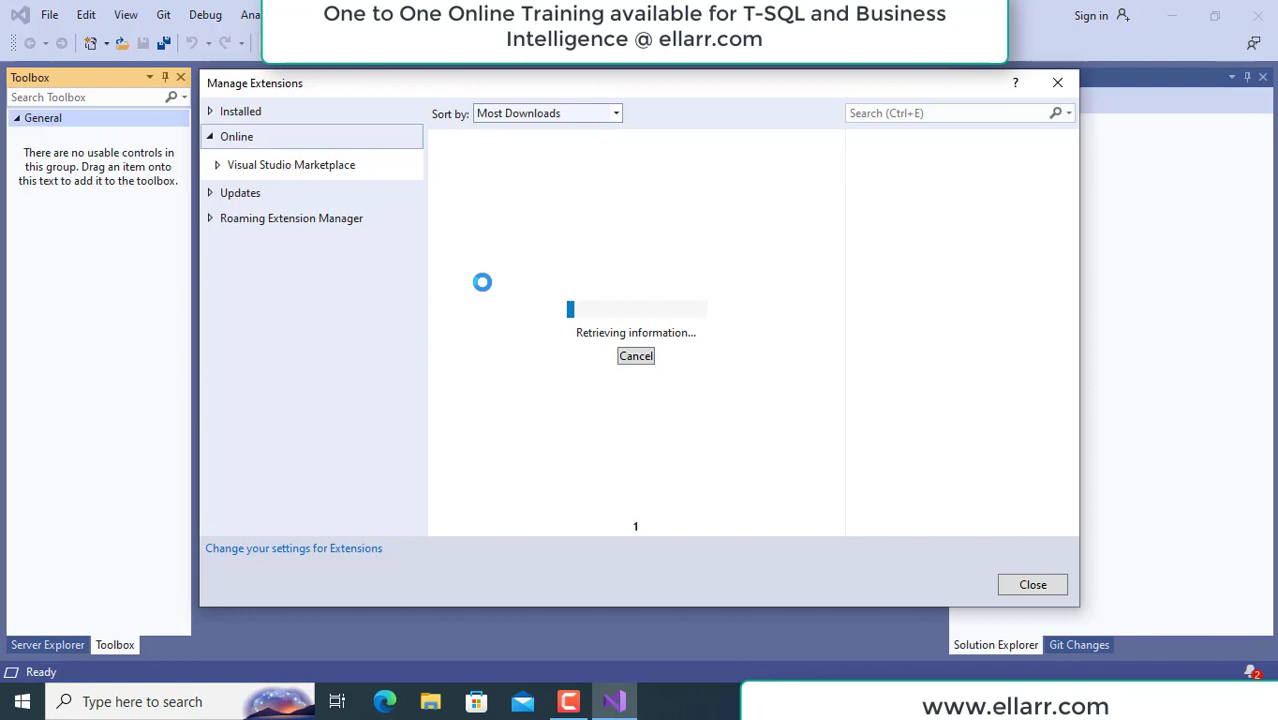 One to One Online Training available for T-SQL and Business
Intelligence @ ellarr.com
File Edit View Git Debug Ana
Sign in
Toolbox
Search Toolbox
General
There are no usable controls in
this group. Drag an item onto
this text to add it to the toolbox.
Manage Extensions
?
Installed
Online
Visual Studio Marketplace
Updates
Roaming Extension Manager
Sort by: Most Downloads
Search (Ctrl+E)
Retrieving information...
Cancel
1
Change your settings for Extensions
Close
Server Explorer Toolbox
Solution Explorer Git Changes
Ready
2
Type here to search
www.ellarr.com